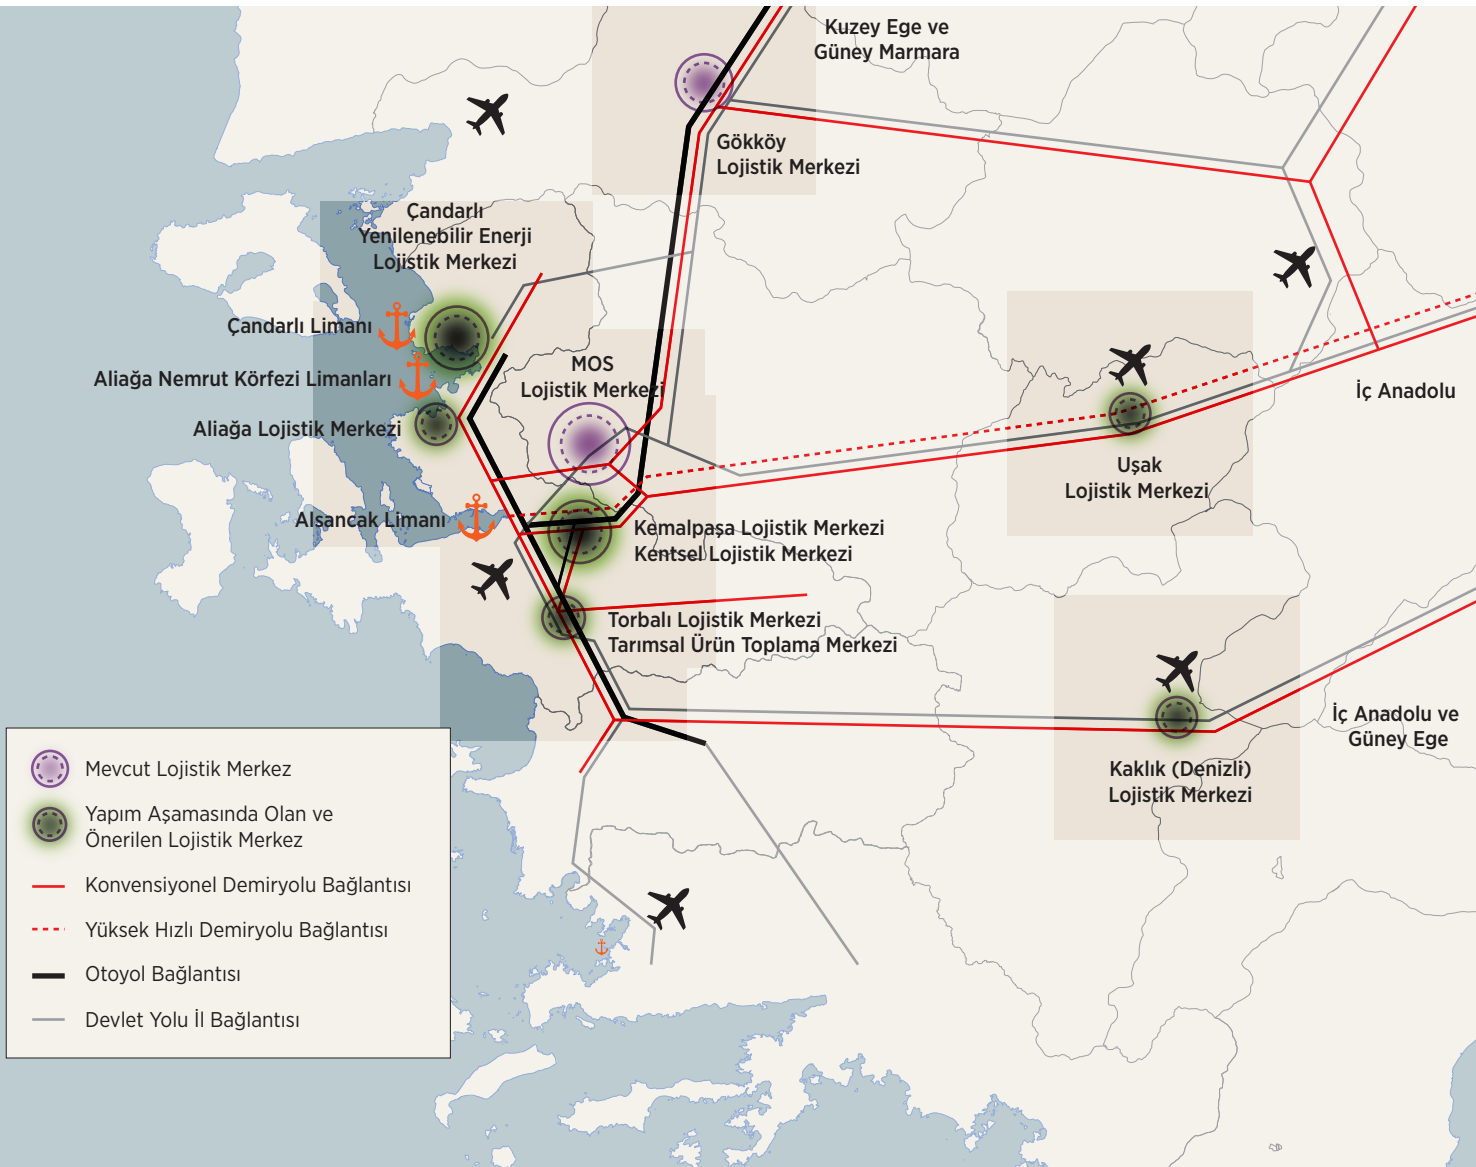 Kuzey Ege ve
Güney Marmara
Gökköy
Lojistik Merkezi
Çandarlı
Yenilenebilir Enerji
Lojistik Merkezi
Çandarlı Limanı
MOS
Lojistik Merkezi
Aliağa Nemrut Körfezi Limanları
İç Anadolu
Aliağa Lojistik Merkezi
Uşak
Lojistik Merkezi
Alsancak Limanı
Kemalpaşa Lojistik Merkezi
Kentsel Lojistik Merkezi
Torbalı Lojistik Merkezi
Tarımsal Ürün Toplama Merkezi
İç Anadolu ve
Güney Ege
Kaklık (Denizli)
Lojistik Merkezi
Mevcut Lojistik Merkez
Yapım Aşamasında Olan ve
Önerilen Lojistik Merkez
Konvensiyonel Demiryolu Bağlantısı
Yüksek Hızlı Demiryolu Bağlantısı
Otoyol Bağlantısı
Devlet Yolu İl Bağlantısı